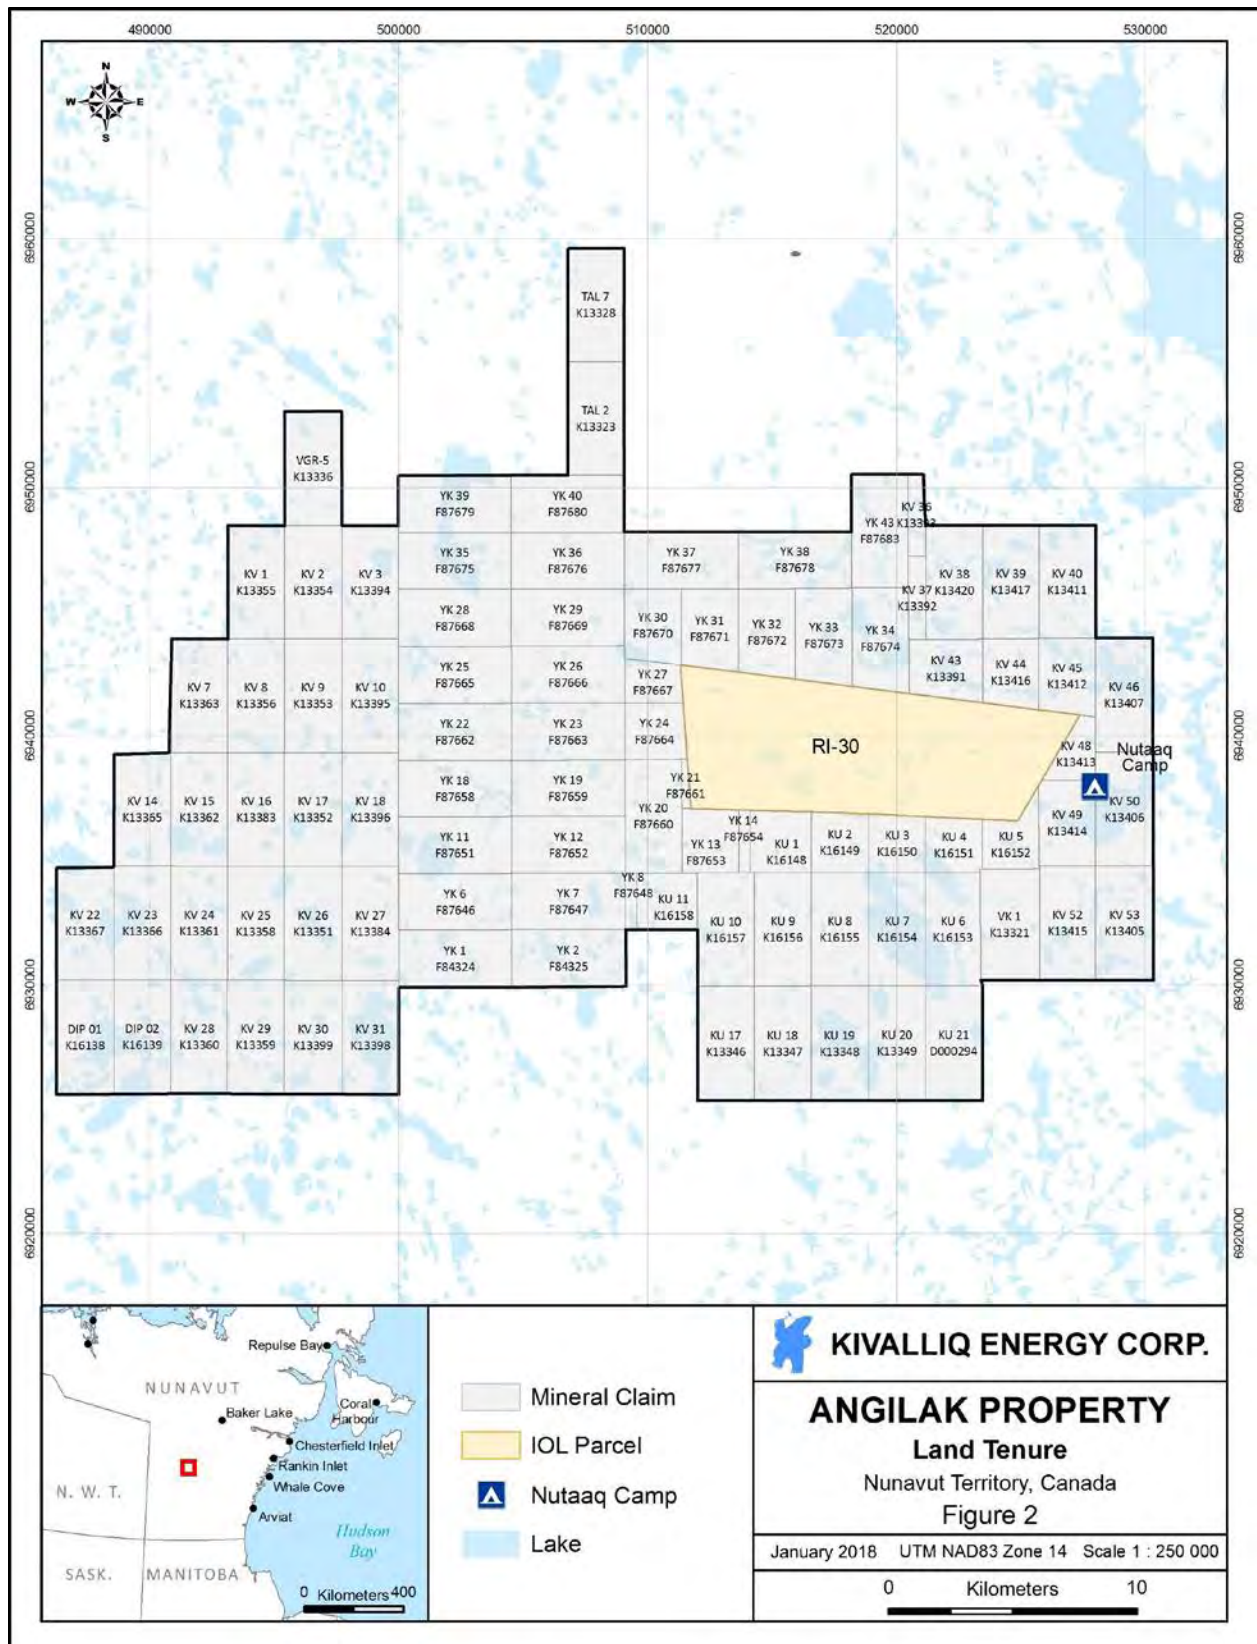 490000
500000
510000
520000
530000
N
W
E
S
6960000
6960000
TAL 7
K13328
TAL 2
K13323
VGR-5
K13336
6950000
6950000
YK 39
F87679
YK 40
F87680
YK 43
F87683
KV 36
K13393
KV 1
K13355
KV 2
K13354
KV 3
K13394
YK 35
F87675
YK 36
F87676
YK 37
F87677
YK 38
F87678
KV 37
K13392
KV 38
K13420
KV 39
K13417
KV 40
K13411
YK 28
F87668
YK 29
F87669
YK 30
F87670
YK 31
F87671
YK 32
F87672
YK 33
F87673
YK 34
F87674
KV 7
K13363
KV 8
K13356
KV 9
K13353
KV 10
K13395
YK 25
F87665
YK 26
F87666
YK 27
F87667
KV 43
K13391
KV 44
K13416
KV 45
K13412
KV 46
K13407
6940000
6940000
YK 22
F87662
YK 23
F87663
YK 24
F87664
RI-30
KV 48
K13413
Nutaaq
Camp
KV 14
K13365
KV 15
K13362
KV 16
K13383
KV 17
K13352
KV 18
K13396
YK 18
F87658
YK 19
F87659
YK 21
F87661
YK 20
F87660
KV 49
K13414
KV 50
K13406
YK 11
F87651
YK 12
F87652
YK 13
F87653
YK 14
F87654
KU 1
K16148
KU 2
K16149
KU 3
K16150
KU 4
K16151
KU 5
K16152
KV 22
K13367
KV 23
K13366
KV 24
K13361
KV 25
K13358
KV 26
K13351
KV 27
K13384
YK 6
F87646
YK 7
F87647
YK 8
F87648
KU 11
K16158
KU 10
K16157
KU 9
K16156
KU 8
K16155
KU 7
K16154
KU 6
K16153
VK 1
K13321
KV 52
K13415
KV 53
K13405
YK 1
F84324
YK 2
F84325
6930000
6930000
DIP 01
K16138
DIP 02
K16139
KV 28
K13360
KV 29
K13359
KV 30
K13399
KV 31
K13398
KU 17
K13346
KU 18
K13347
KU 19
K13348
KU 20
K13349
KU 21
D000294
6920000
6920000
Repulse Bay
NUNAVUT
Coral
Harbour
Baker Lake
Chesterfield Inlet
Rankin Inlet
Whale Cove
N. W. T.
Arviat
Hudson
Bay
SASK.
MANITOBA
0 Kilometers 400
Mineral Claim
IOL Parcel
Nutaaq Camp
Lake
KIVALLIQ ENERGY CORP.
ANGILAK PROPERTY
Land Tenure
Nunavut Territory, Canada
Figure 2
January 2018 UTM NAD83 Zone 14 Scale 1 : 250 000
0 Kilometers 10